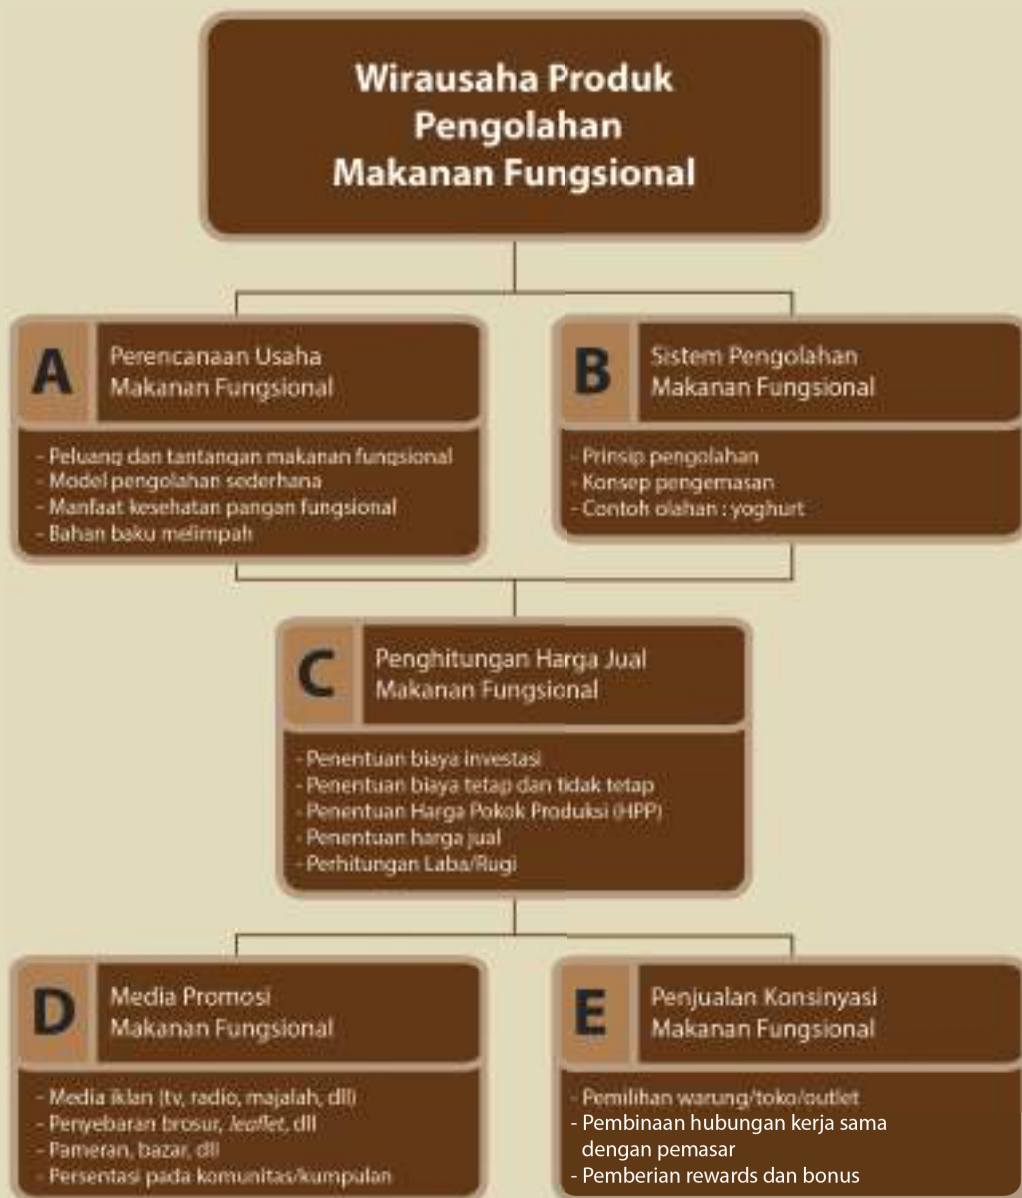 Wirausaha Produk
Pengolahan
Makanan Fungsional
A
Perencanaan Usaha
Makanan Fungsional
- Peluang dan tantangan makanan fungsional
- Model pengolahan sederhana
- Manfaat kesehatan pangan fungsional
- Bahan baku melimpah
B
Sistem Pengolahan
Makanan Fungsional
- Prinsip pengolahan
- Konsep pengemasan
- Contoh olahan : yoghurt
C
Penghitungan Harga Jual
Makanan Fungsional
- Penentuan biaya investasi
- Penentuan biaya tetap dan tidak tetap
- Penentuan Harga Pokok Produksi (HPP)
- Penentuan harga jual
- Perhitungan Laba/Rugi
D
Media Promosi
Makanan Fungsional
- Media iklan (tv, radio, majalah, dll)
- Penyebaran brosur, leaflet, dll
- Pameran, bazar, dll
- Persentasi pada komunitas/kumpulan
E
Penjualan Konsinyasi
Makanan Fungsional
- Pemilihan warung/toko/outlet
- Pembinaan hubungan kerja sama
dengan pemasar
- Pemberian rewards dan bonus